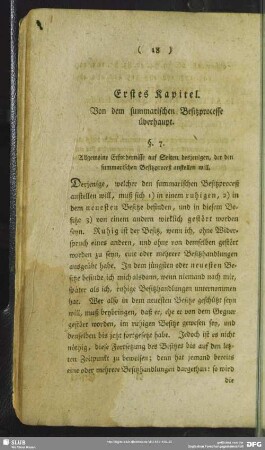 ( 18 )
Erstes Kapitel.
Von dem summarischen Besitzprocesse
überhaupt.
§. 7.
Allgemeine Erfordernisse auf Seiten desjenigen, der den
summarischen Besitzproceß anstellen will.
Derjenige, welcher den summarischen Besitzproceß
anstellen will, muß sich 1) in einem ruhigen, 2) in
dem neuesten Besitze befinden, und in diesem Be-
sitze 3) von einem andern wirklich gestört worden
seyn. Ruhig ist der Besitz, wenn ich, ohne Wider-
spruch eines andern, und ohne von demselben gestört
worden zu seyn, eine oder mehrere Besitzhandlungen
ausgeübt habe. In dem jüngsten oder neuesten Be-
sitze befinde ich mich alsdann, wenn niemand nach mir,
später als ich, ruhige Besitzhandlungen unternommen
hat. Wer also in dem neuesten Besitze geschützt seyn
will, muß beybringen, daß er, ehe er von dem Gegner
gestört worden, im ruhigen Besitze gewesen sey, und
denselben bis jetzt fortgesetzt habe. Jedoch ist es nicht
nöthig, diese Fortsetzung des Besitzes bis auf den letz-
ten Zeitpunkt zu beweisen; denn hat jemand bereits
eine oder mehrere Besitzhandlungen dargethan: so wird
die
SLUB
Wir führen Wissen.
DFG